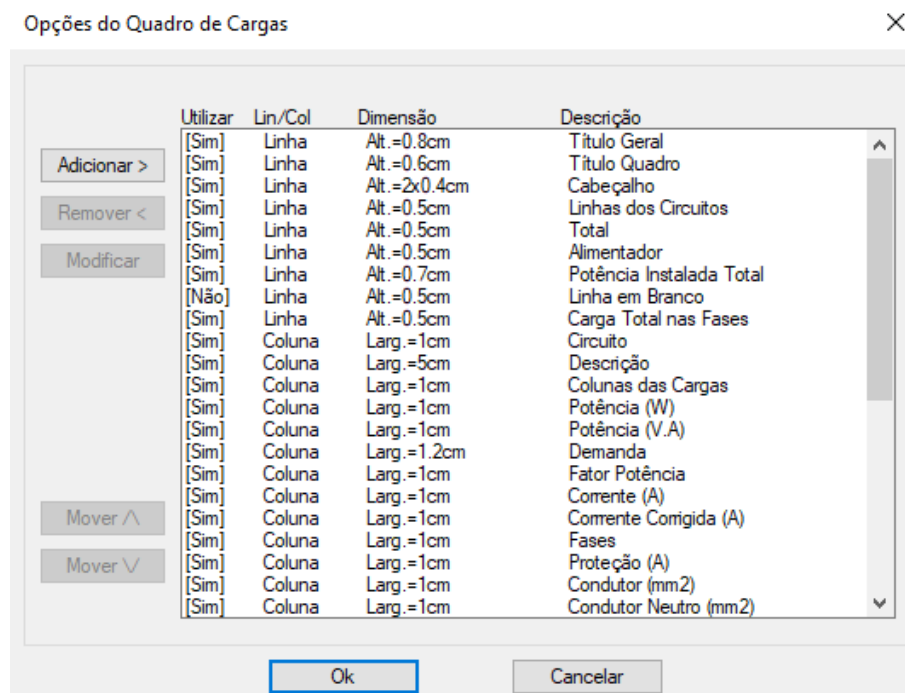 Opções do Quadro de Cargas
Utilizar Lin/Col Dimensão Descrição
[Sim] Linha Alt.=0.8cm Título Geral
[Sim] Linha Alt.=0.6cm Título Quadro
[Sim] Linha Alt.=2x0.4cm Cabeçalho
[Sim] Linha Alt.=0.5cm Linhas dos Circuitos
[Sim] Linha Alt.=0.5cm Total
[Sim] Linha Alt.=0.5cm Alimentador
[Sim] Linha Alt.=0.7cm Potência Instalada Total
[Não] Linha Alt.=0.5cm Linha em Branco
[Sim] Linha Alt.=0.5cm Carga Total nas Fases
[Sim] Coluna Larg.=1cm Circuito
[Sim] Coluna Larg.=5cm Descrição
[Sim] Coluna Larg.=1cm Colunas das Cargas
[Sim] Coluna Larg.=1cm Potência (W)
[Sim] Coluna Larg.=1cm Potência (V.A)
[Sim] Coluna Larg.=1.2cm Demanda
[Sim] Coluna Larg.=1cm Fator Potência
[Sim] Coluna Larg.=1cm Corrente (A)
[Sim] Coluna Larg.=1cm Corrrente Corrigida (A)
[Sim] Coluna Larg.=1cm Fases
[Sim] Coluna Larg.=1cm Proteção (A)
[Sim] Coluna Larg.=1cm Condutor (mm2)
[Sim] Coluna Larg.=1cm Condutor Neutro (mm2)
Adicionar >
Remover <
Modificar
Mover /\
Mover \/
Ok Cancelar